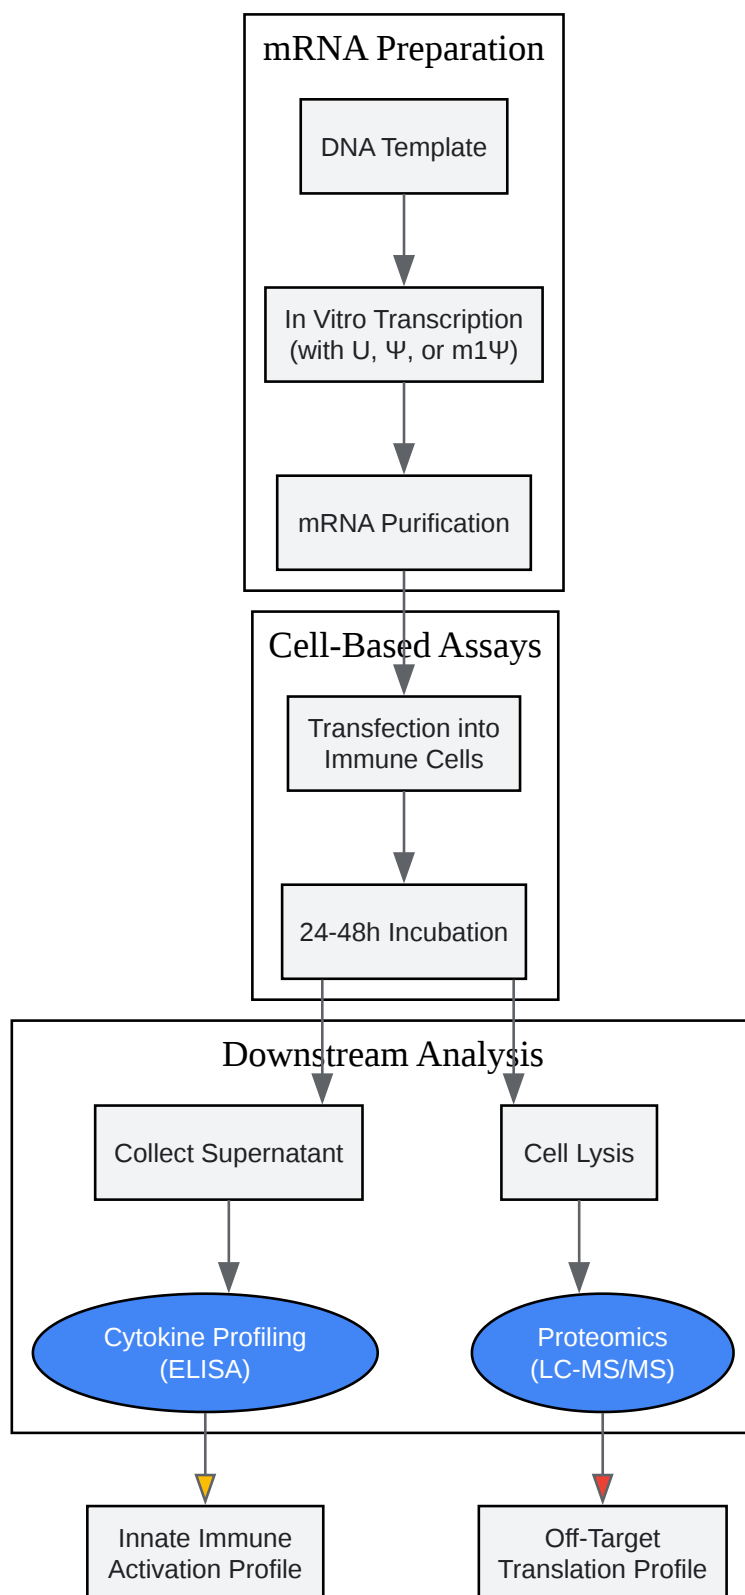 mRNA Preparation
DNA Template
In Vitro Transcription
(with U, Ψ, or m1Ψ)
mRNA Purification
Cell-Based Assays
Transfection into
Immune Cells
24-48h Incubation
Downstream Analysis
Collect Supernatant
Cell Lysis
Cytokine Profiling
(ELISA)
Proteomics
(LC-MS/MS)
Innate Immune
Activation Profile
Off-Target
Translation Profile